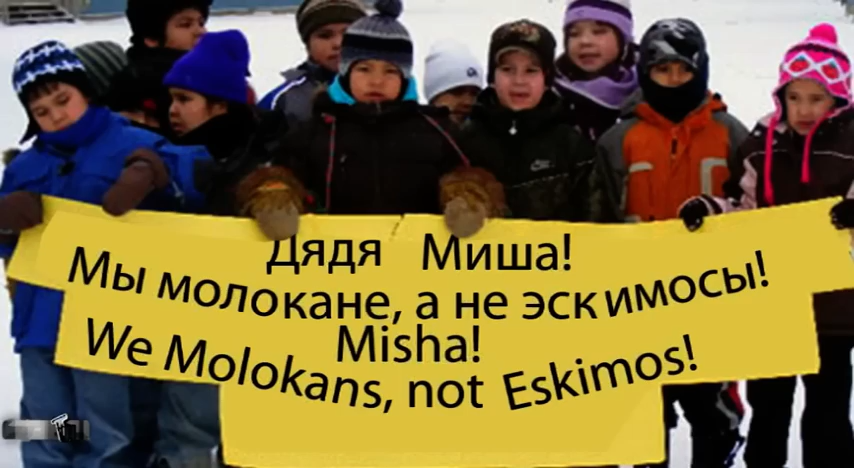 Дядя Миша!
Мы молокане, а не эскимосы!
Misha!
We Molokans, not Eskimos!